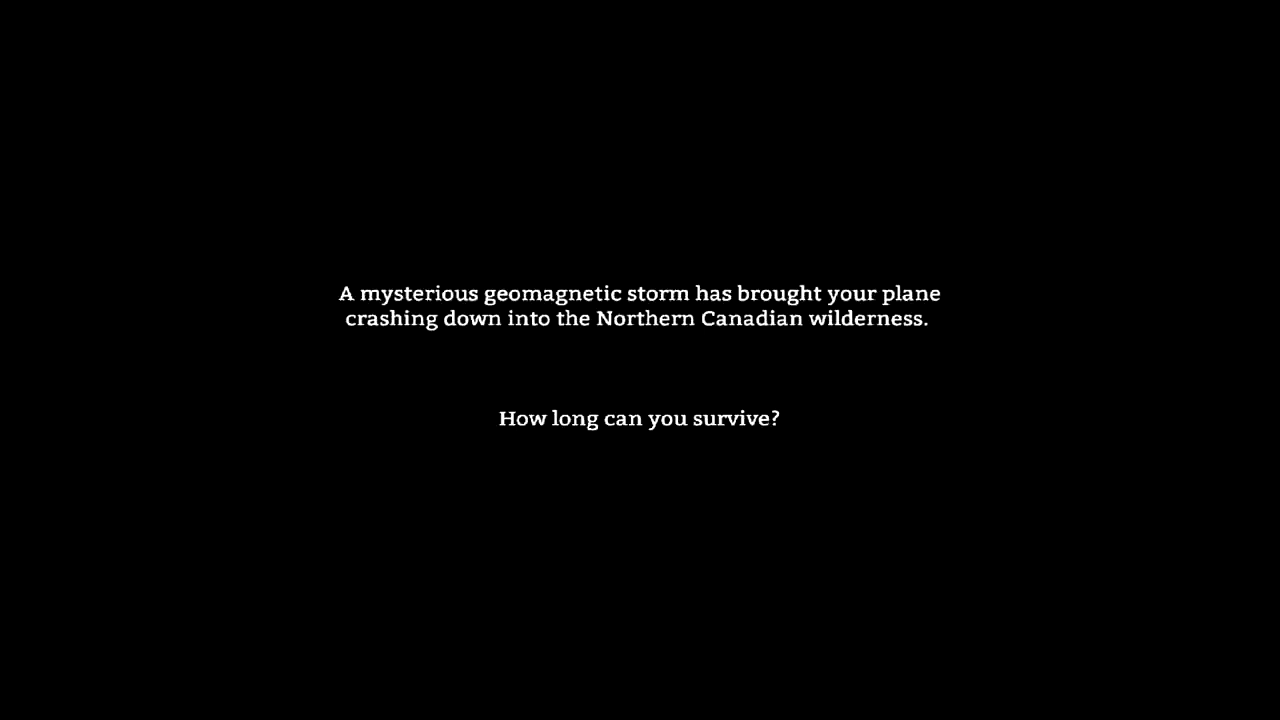 A mysterious geomagnetic storm has brought your plane
crashing down into the Northern Canadian wilderness.
How long can you survive?